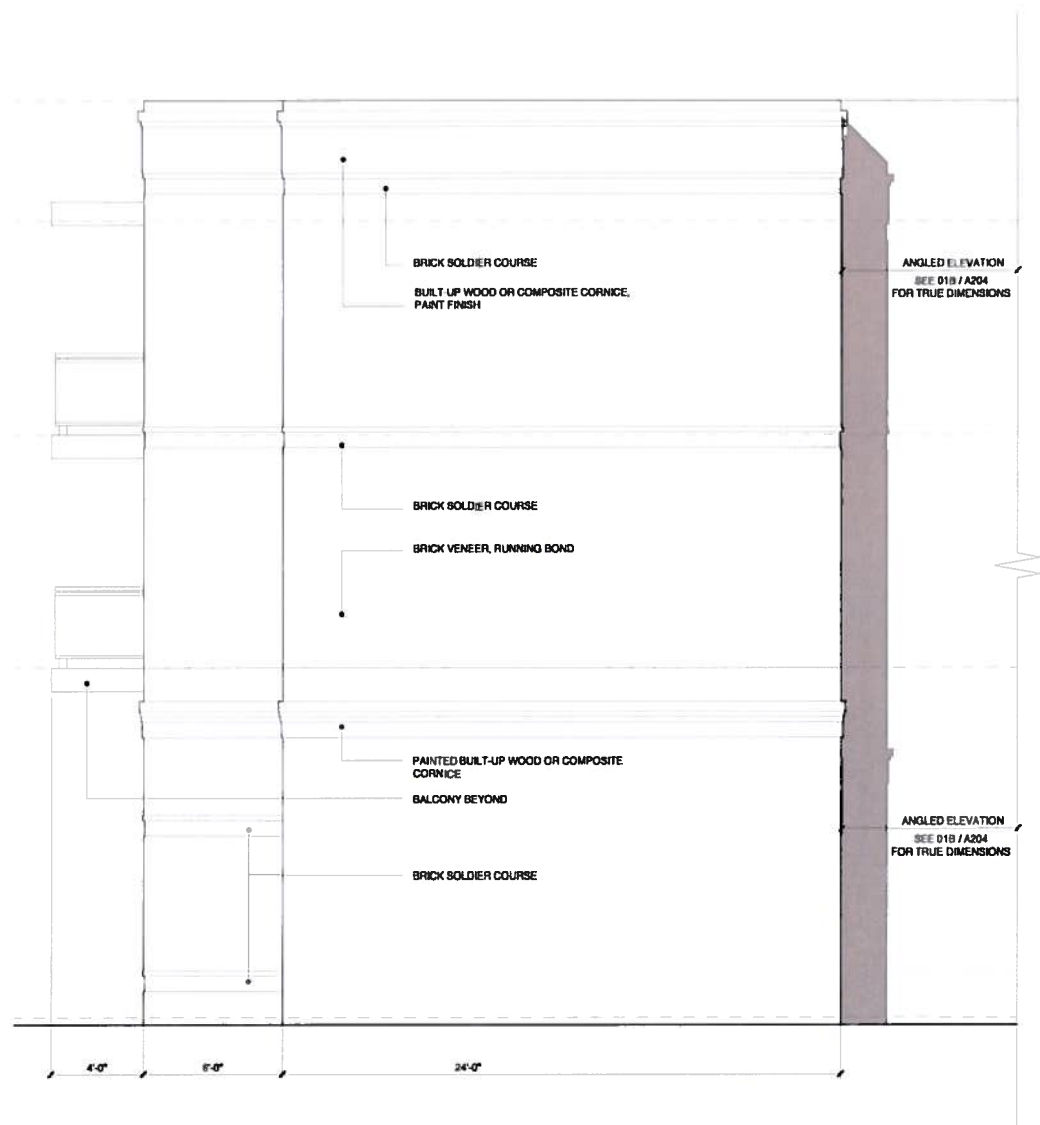 BRICK SOLDIER COURSE
ANGLED ELEVATION
SEE 01B / A204
FOR TRUE DIMENSIONS
BUILT-UP WOOD OR COMPOSITE CORNICE,
PAINT FINISH
BRICK SOLDIER COURSE
BRICK VENEER, RUNNING BOND
PAINTED BUILT-UP WOOD OR COMPOSITE
CORNICE
BALCONY BEYOND
ANGLED ELEVATION
SEE 01B / A204
FOR TRUE DIMENSIONS
BRICK SOLDIER COURSE
4'-0" 6'-0" 24'-0"